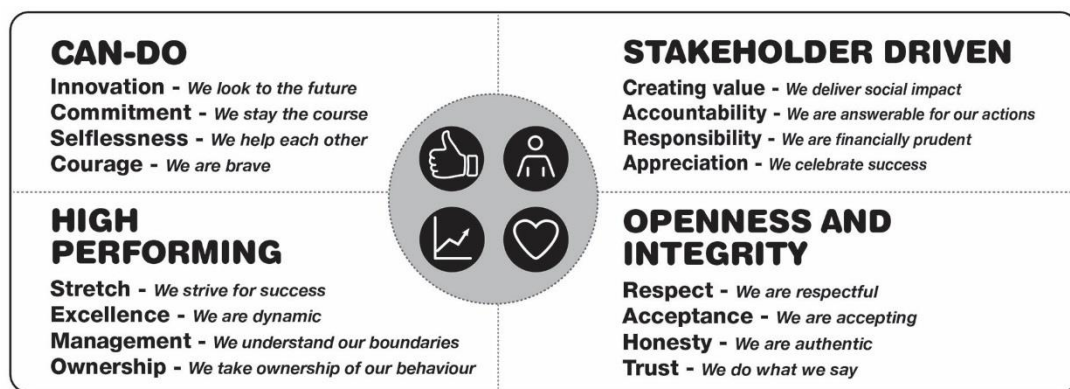 CAN-DO
Innovation - We look to the future
Commitment - We stay the course
Selflessness - We help each other
Courage - We are brave
STAKEHOLDER DRIVEN
Creating value - We deliver social impact
Accountability - We are answerable for our actions
Responsibility - We are financially prudent
Appreciation - We celebrate success
HIGH
PERFORMING
Stretch - We strive for success
Excellence - We are dynamic
Management - We understand our boundaries
Ownership - We take ownership of our behaviour
OPENNESS AND
INTEGRITY
Respect - We are respectful
Acceptance - We are accepting
Honesty - We are authentic
Trust - We do what we say